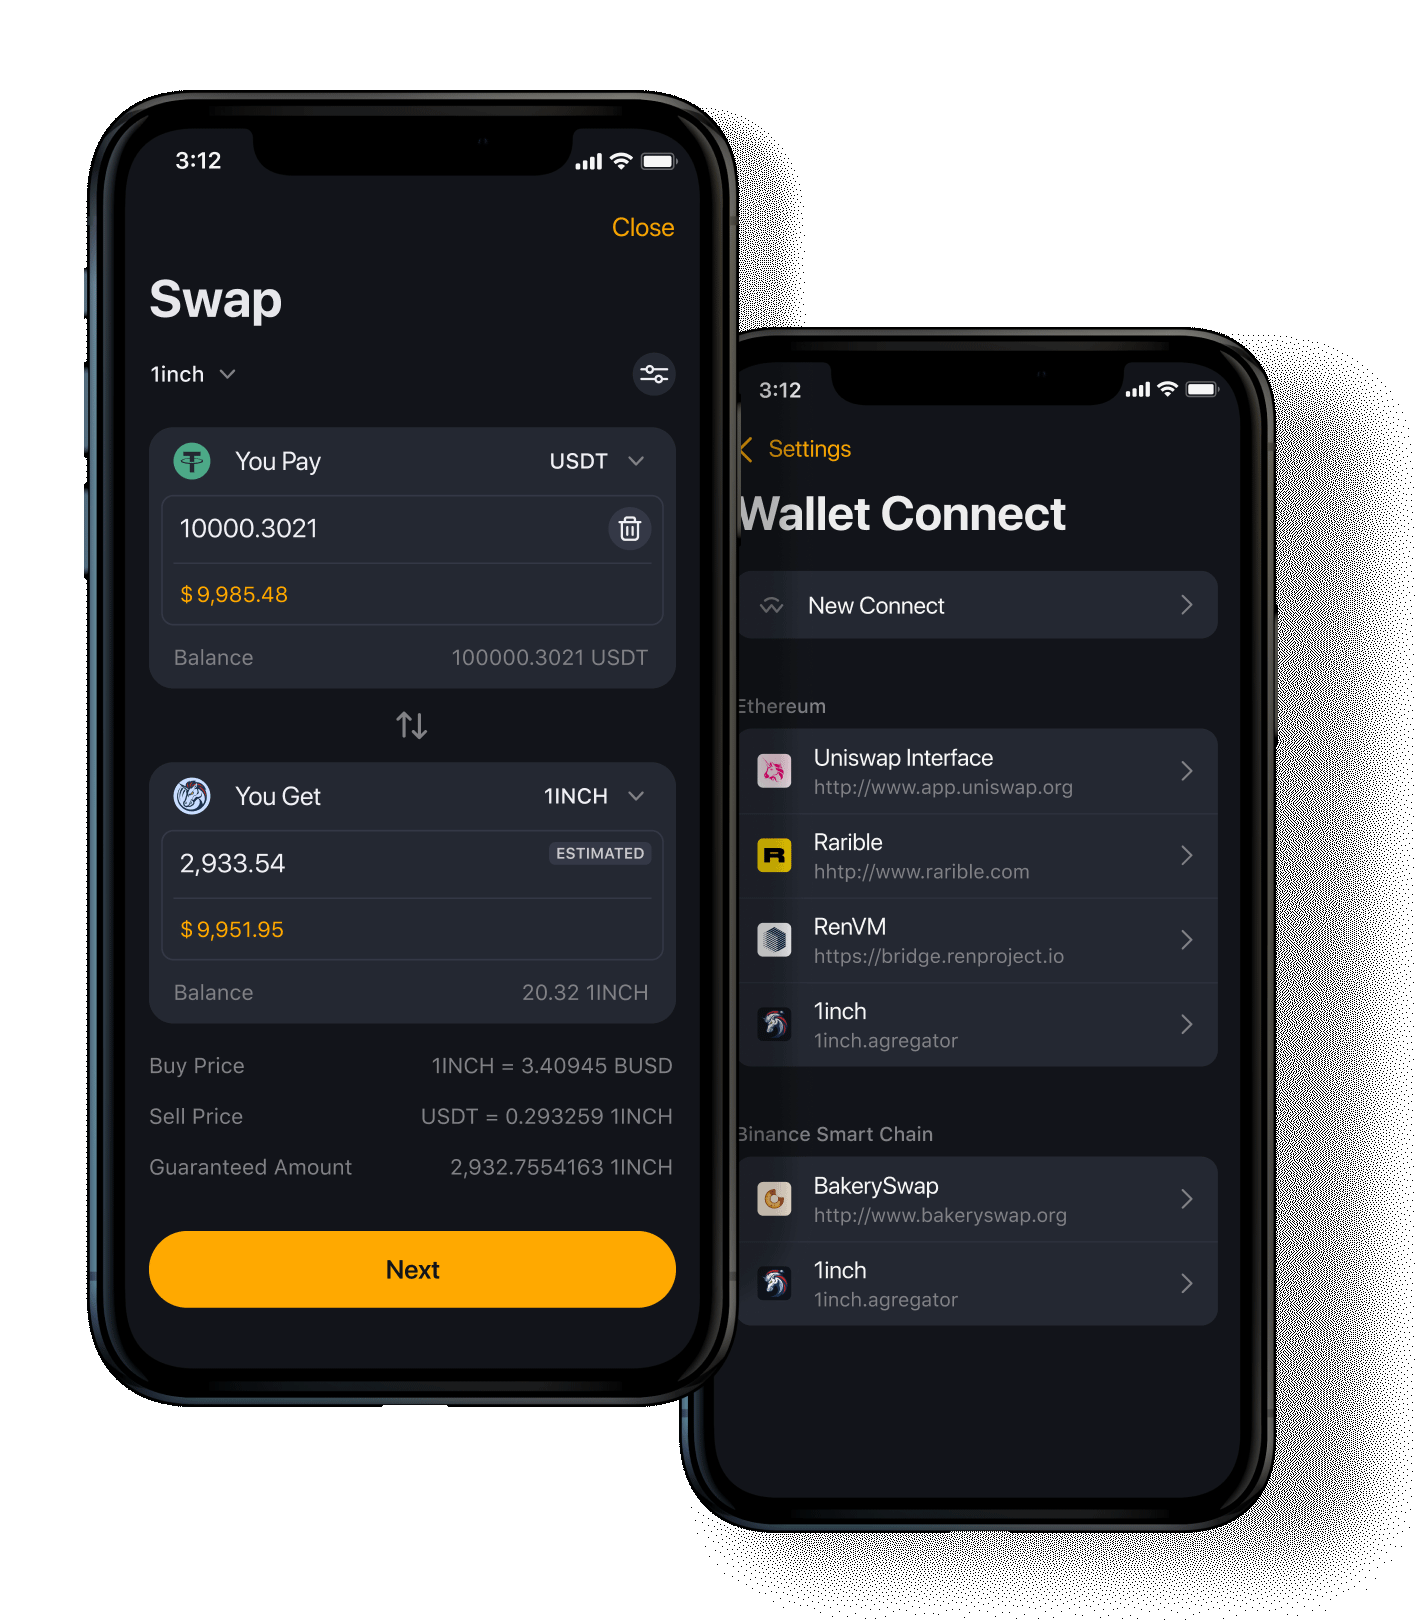 3:12
Close
Swap
1inch
You Pay
USDT
10000.3021
$ 9,985.48
Balance
100000.3021 USDT
You Get
1INCH
2,933.54
ESTIMATED
$ 9,951.95
Balance
20.32 1INCH
Buy Price
1INCH = 3.40945 BUSD
Sell Price
USDT = 0.293259 1INCH
Guaranteed Amount
2,932.7554163 1INCH
Next
3:12
Settings
Wallet Connect
New Connect
Ethereum
Uniswap Interface
http://www.app.uniswap.org
R
Rarible
hhtp://www.rarible.com
RenVM
https://bridge.renproject.io
1inch
1inch.agregator
Binance Smart Chain
BakerySwap
http://www.bakeryswap.org
1inch
1inch.agregator